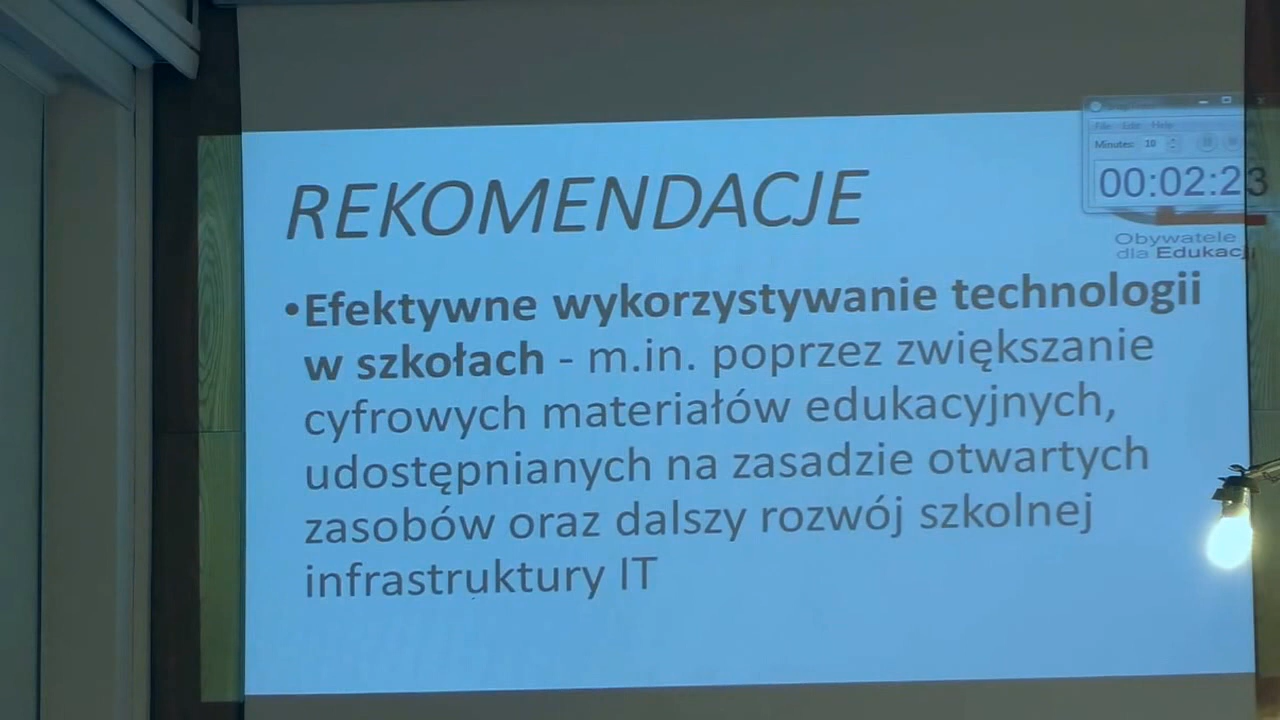 REKOMENDACJE
•Efektywne wykorzystywanie technologii
w szkołach - m.in. poprzez zwiększanie
cyfrowych materiałów edukacyjnych,
udostępnianych na zasadzie otwartych
zasobów oraz dalszy rozwój szkolnej
infrastruktury IT
File Edit Help
Minutes: 10
00:02:23
Obywatele
dla Edukacji